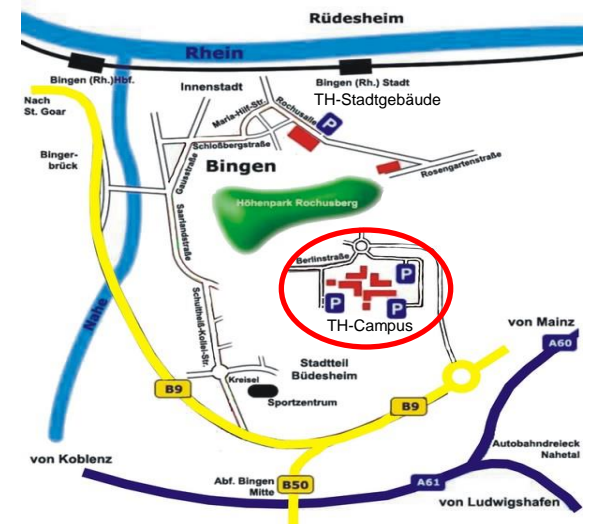 Rüdesheim
Rhein
Bingen (Rh.)Hbf.
Bingen (Rh.) Stadt
Nach
St. Goar
Innenstadt
TH-Stadtgebäude
Maria-Hilf-Str.
Rochusalle
P
Schloßbergstraße
Binger-
brück
Gaustraße
Bingen
Rosengartenstraße
Höhenpark Rochusberg
Saarlandstraße
Berlinstraße
P
P
P
TH-Campus
Nahe
Schultheiß-Kollei-Str.
von Mainz
A60
Stadtteil
Büdesheim
Kreisel
B9
Sportzentrum
B9
von Koblenz
Autobahndreieck
Nahetal
Abf. Bingen
Mitte
B50
A61
von Ludwigshafen